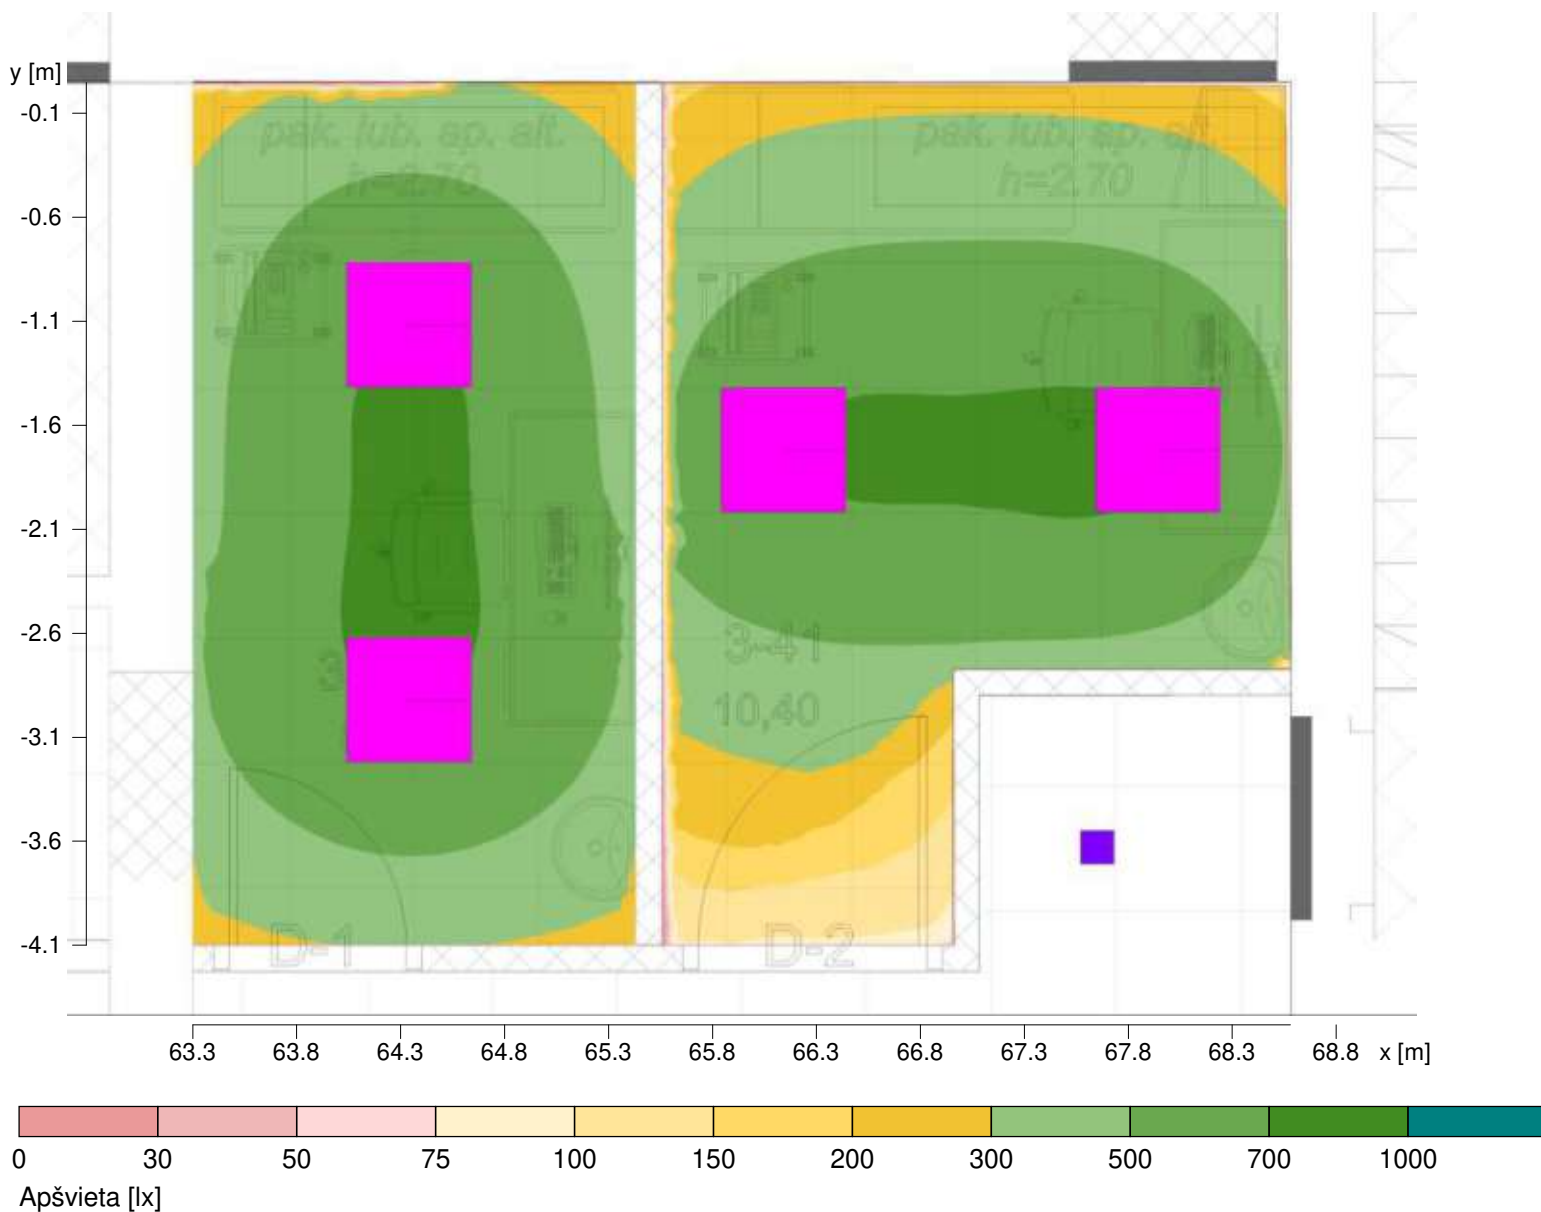 y [m]
-0.1
-0.6
-1.1
-1.6
-2.1
-2.6
-3.1
-3.6
-4.1
pak. lub. ap. alt.
h=2.70
pak. lub. ap. alt.
h=2.70
3-41
10,40
D-1
D-2
63.3 63.8 64.3 64.8 65.3 65.8 66.3 66.8 67.3 67.8 68.3 68.8 x [m]
0 30 50 75 100 150 200 300 500 700 1000
Apšvieta [lx]